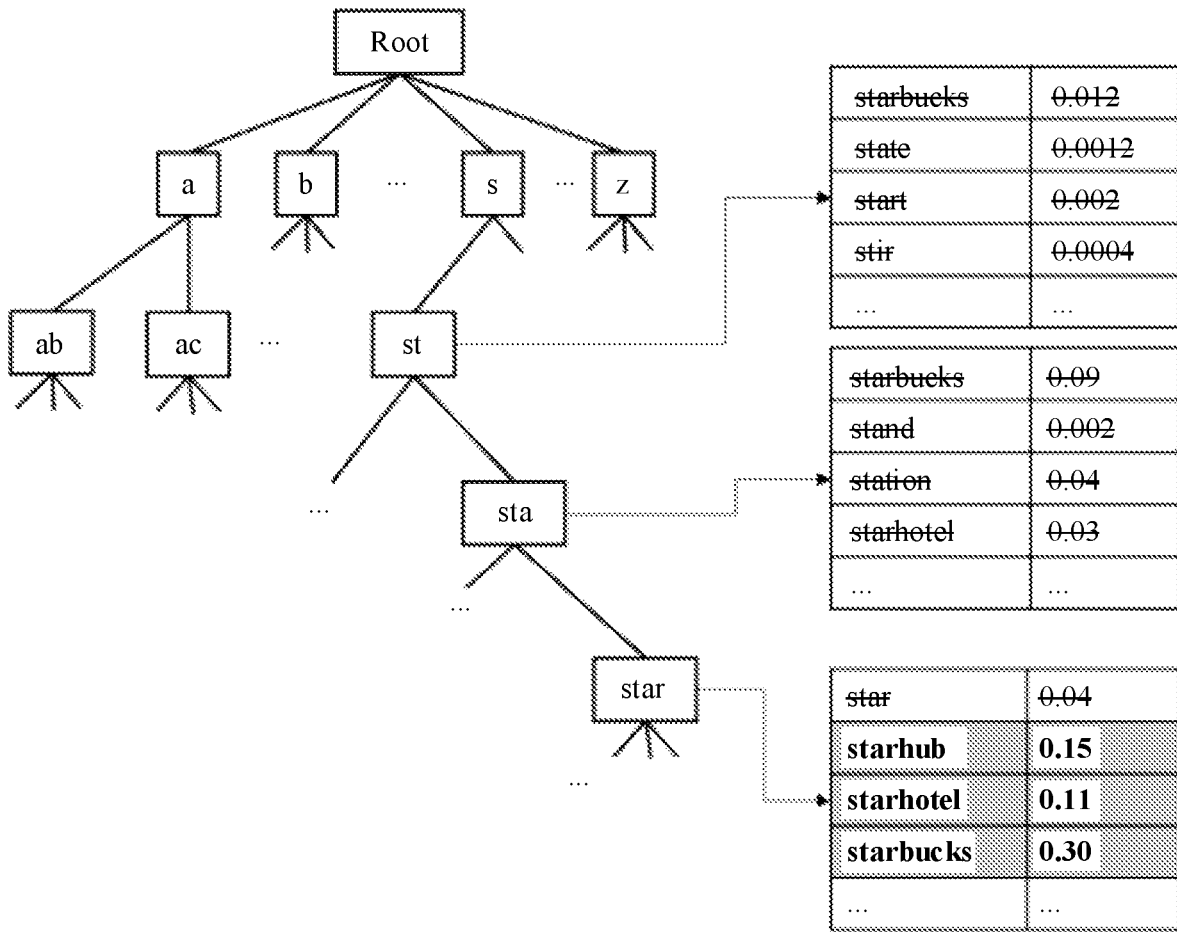 Root
a b ... s ... z
ab ac ... st
...
sta
...
star
...
starbucks 0.012
state 0.0012
start 0.002
stir 0.0004
... ...
starbucks 0.09
stand 0.002
station 0.04
starhotel 0.03
... ...
star 0.04
starhub 0.15
starhotel 0.11
starbucks 0.30
... ...